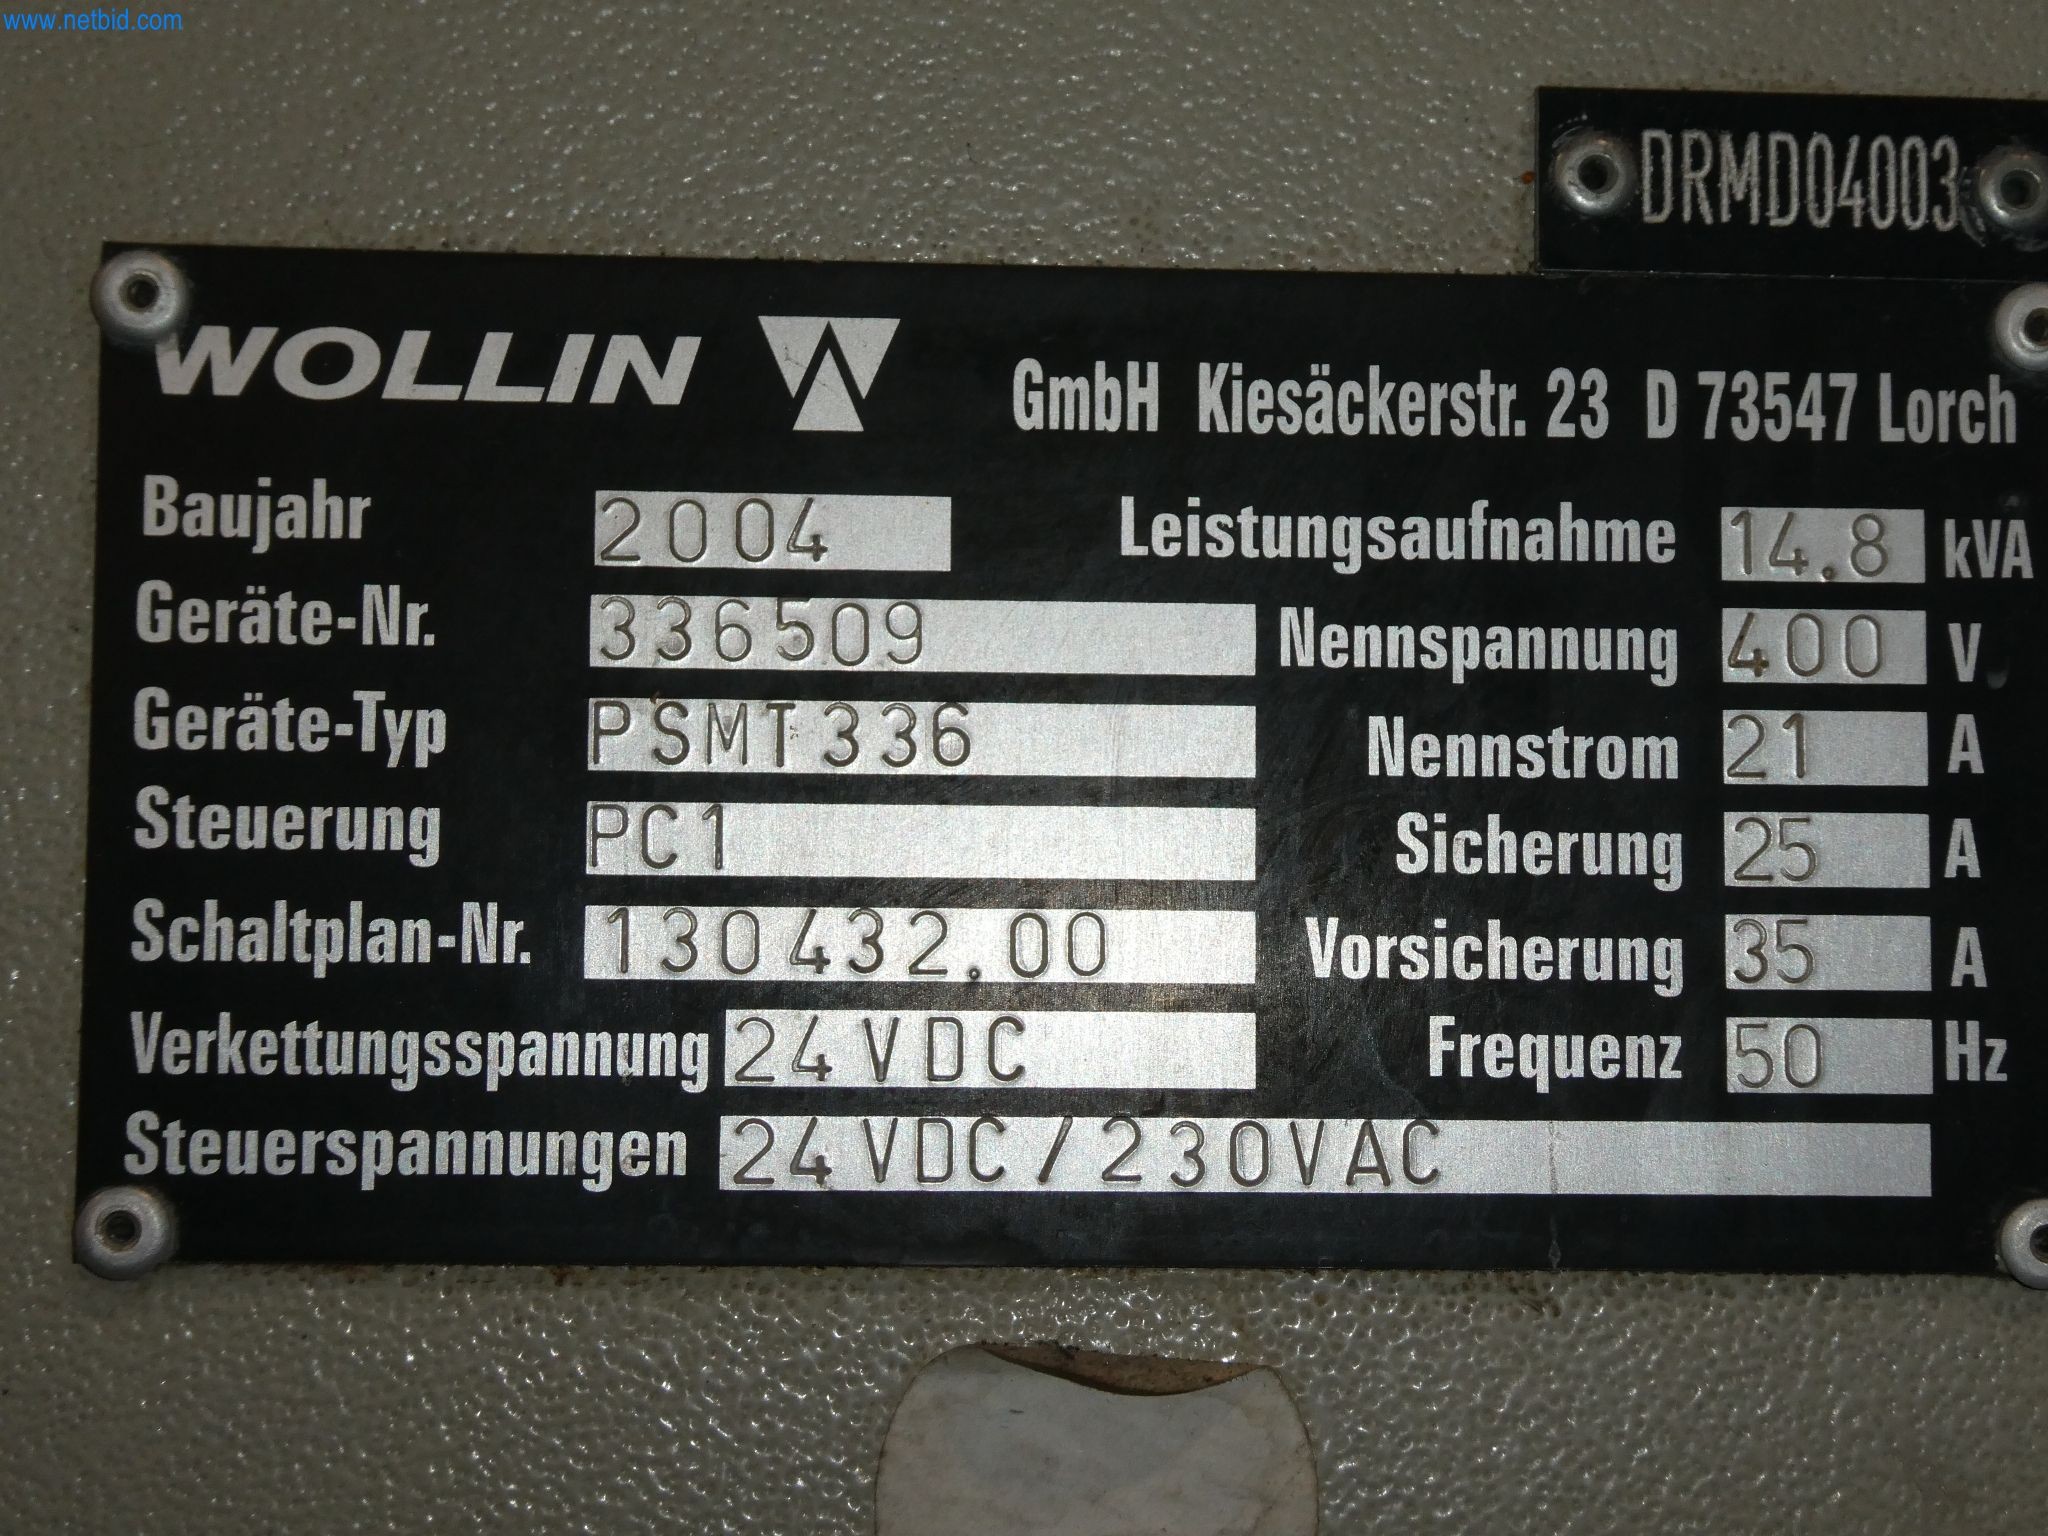 www.netbid.com
DRMD04003
WOLLIN GmbH Kiesäckerstr. 23 D 73547 Lorch
Baujahr 2004 Leistungsaufnahme 14.8 kVA
Geräte-Nr. 336509 Nennspannung 400 V
Geräte-Typ PSMT336 Nennstrom 21 A
Steuerung PC1 Sicherung 25 A
Schaltplan-Nr. 130432.00 Vorsicherung 35 A
Verkettungsspannung 24VDC Frequenz 50 Hz
Steuerspannungen 24VDC/230VAC